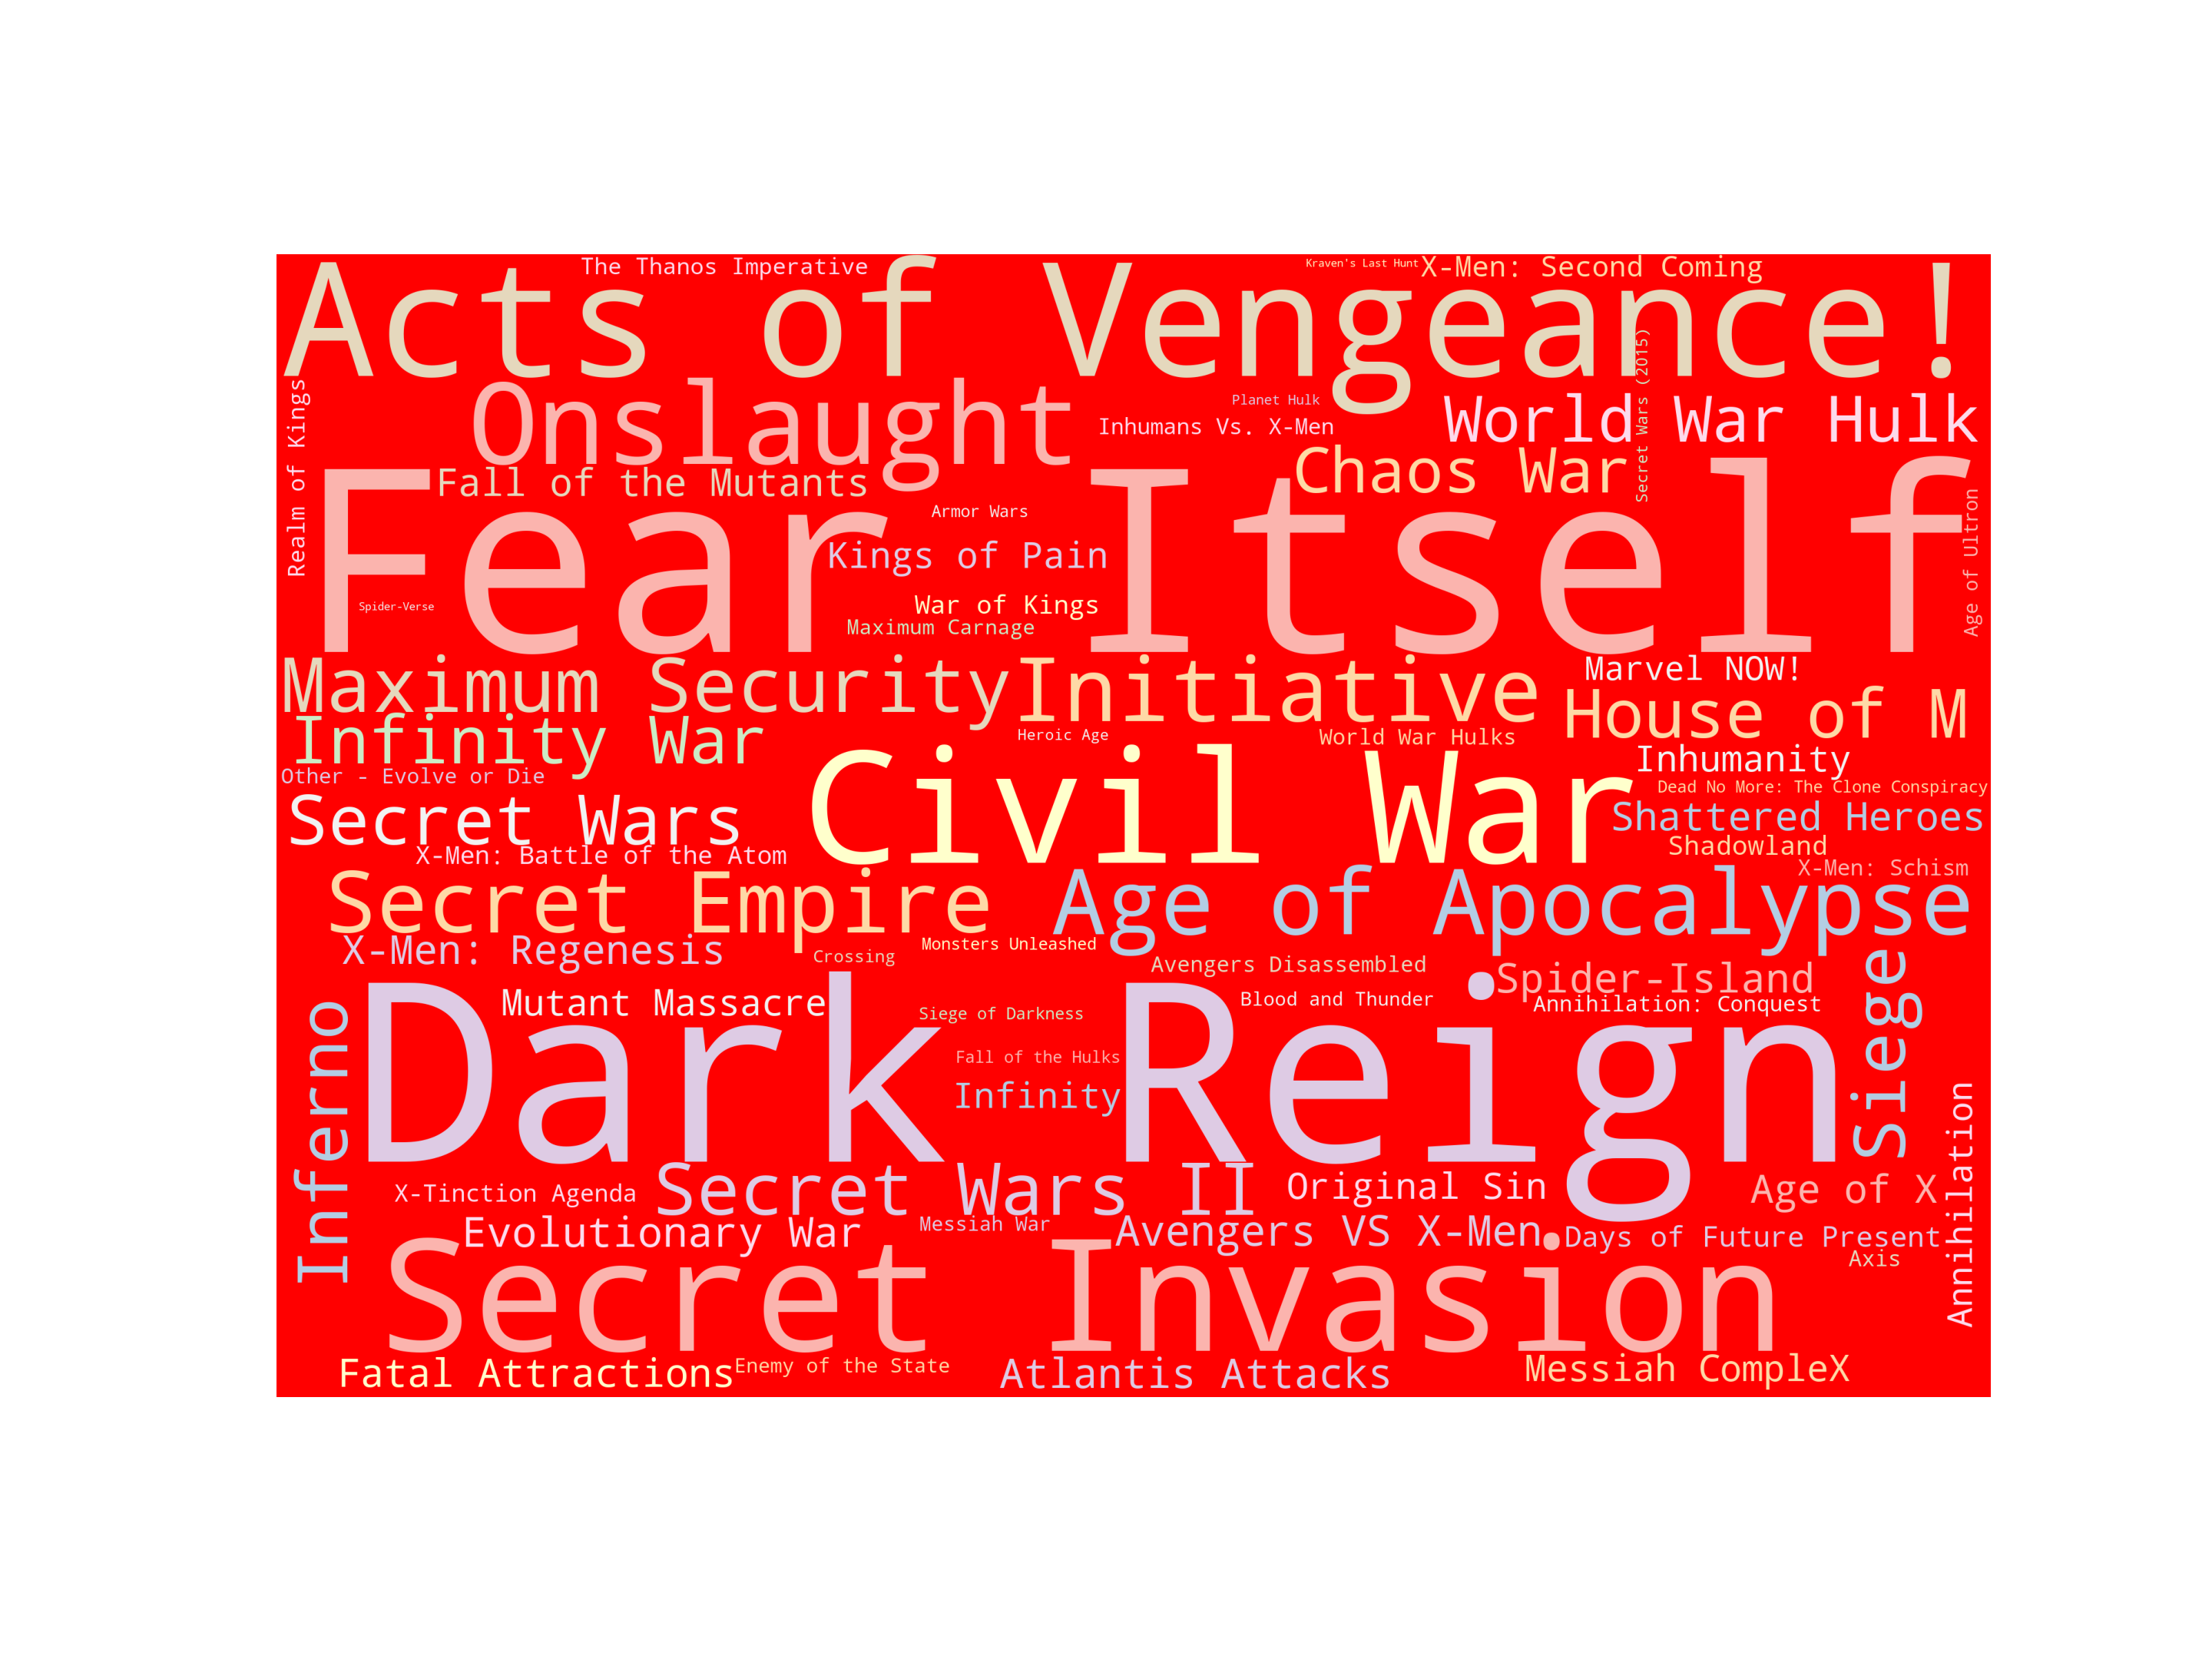 The Thanos Imperative
Kraven's Last Hunt
X-Men: Second Coming
Acts of Vengeance!
Secret Wars (2015)
Realm of Kings
Onslaught
Planet Hulk
Inhumans Vs. X-Men
World War Hulk
Chaos War
Fall of the Mutants
Fear Itself
Armor Wars
Age of Ultron
Kings of Pain
Spider-Verse
War of Kings
Maximum Carnage
Maximum Security
Initiative
Marvel NOW!
House of M
Infinity War
Heroic Age
World War Hulks
Inhumanity
Other - Evolve or Die
Civil War
Dead No More: The Clone Conspiracy
Secret Wars
Shattered Heroes
Shadowland
X-Men: Battle of the Atom
X-Men: Schism
Secret Empire
Age of Apocalypse
X-Men: Regenesis
Monsters Unleashed
Crossing
Avengers Disassembled
Spider-Island
Siege
Mutant Massacre
Blood and Thunder
Annihilation: Conquest
Inferno
Dark Reign
Siege of Darkness
Fall of the Hulks
Infinity
Annihilation
X-Tinction Agenda
Secret Wars II
Original Sin
Age of X
Evolutionary War
Messiah War
Avengers VS X-Men
Days of Future Present
Axis
Secret Invasion
Fatal Attractions
Enemy of the State
Atlantis Attacks
Messiah CompleX